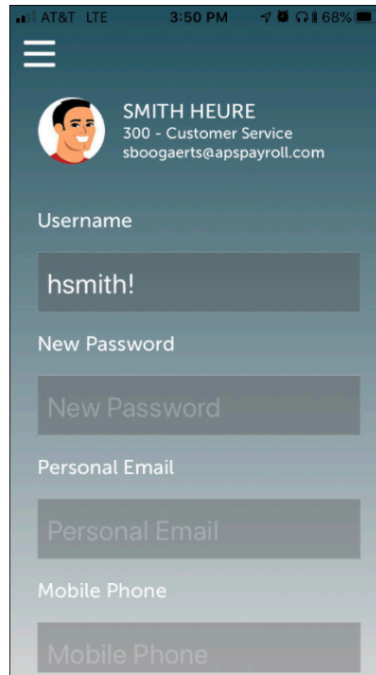 AT&T LTE 3:50 PM 68%
SMITH HEURE
300 - Customer Service
sboogaerts@apspayroll.com
Username
hsmith!
New Password
New Password
Personal Email
Personal Email
Mobile Phone
Mobile Phone